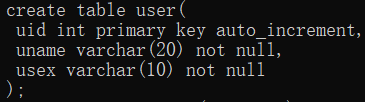 create table user(
uid int primary key auto_increment,
uname varchar(20) not null,
usex varchar(10) not null
);